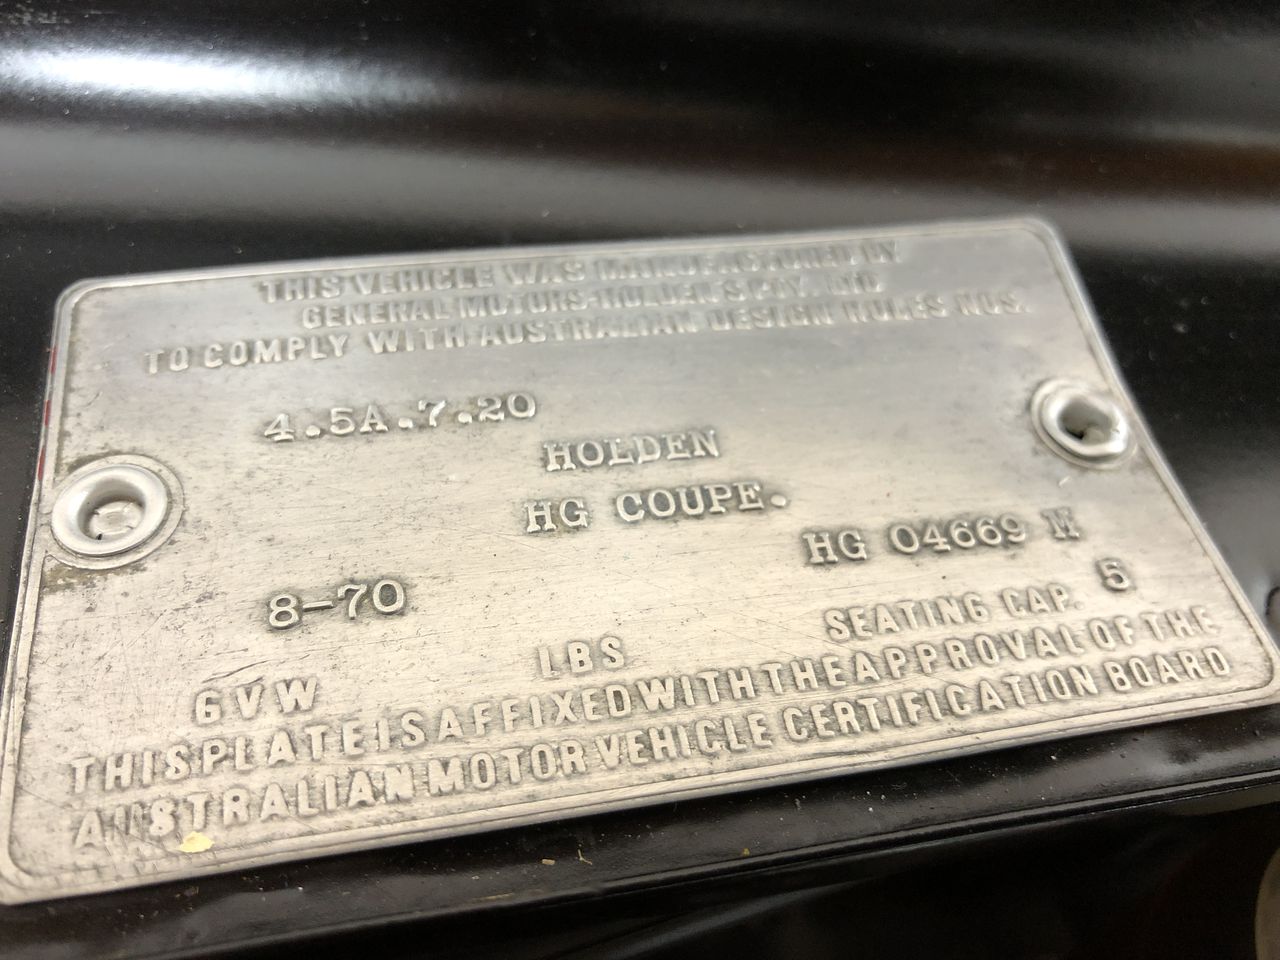 THIS VEHICLE WAS MANUFACTURED BY
GENERAL MOTORS-HOLDEN'S PTY. LTD
TO COMPLY WITH AUSTRALIAN DESIGN RULES NOS.
4.5A.7.20
HOLDEN
HG COUPE.
HG 04669 M
8-70
SEATING CAP. 5
GVW LBS
THIS PLATE IS AFFIXED WITH THE APPROVAL OF THE
AUSTRALIAN MOTOR VEHICLE CERTIFICATION BOARD